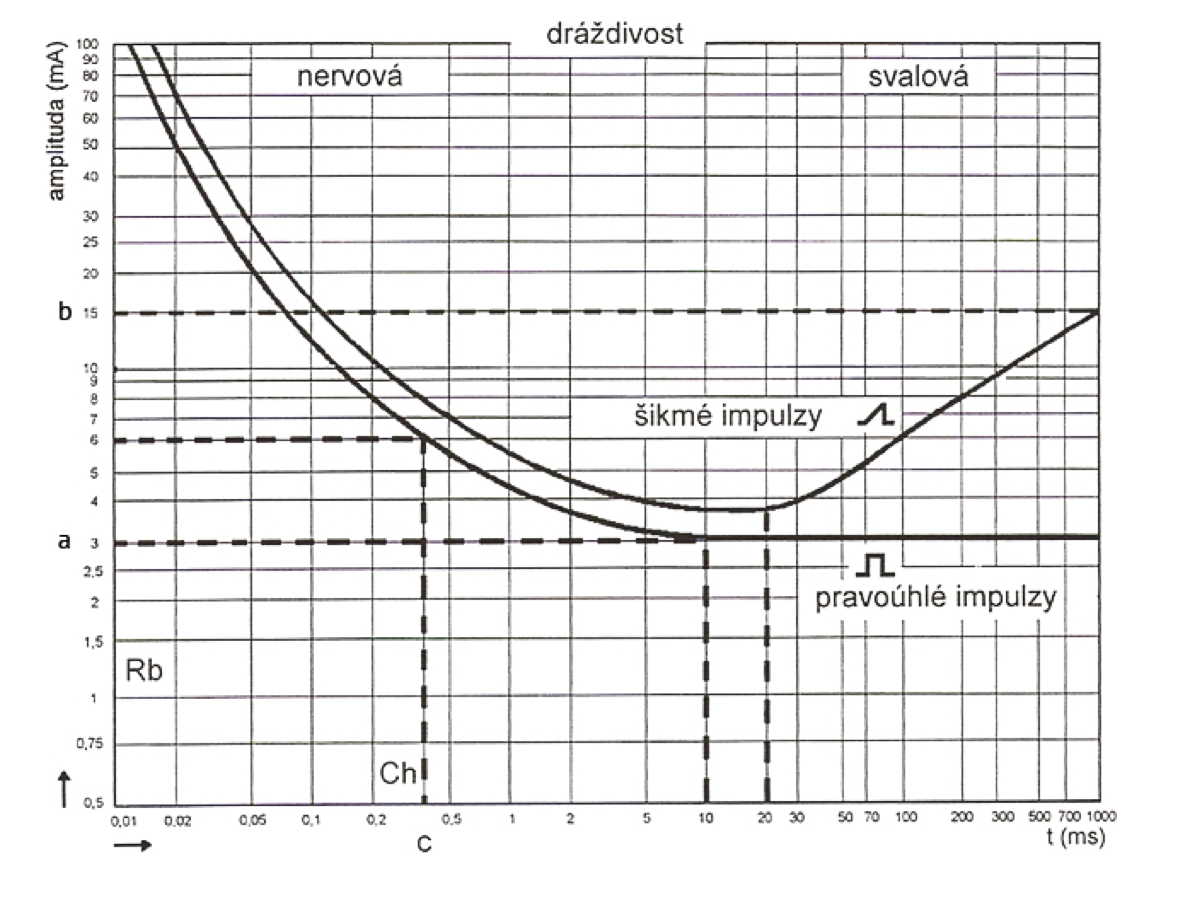 dráždivost
nervová
svalová
amplituda (mA)
100
90
80
70
60
50
40
30
25
20
b 15
10
9
8
7
6
5
4
a 3
2,5
2
1,5
1
0,75
0,5
šikmé impulzy
pravoúhlé impulzy
Rb
Ch
0,01 0,02 0,05 0,1 0,2 0,5 1 2 5 10 20 30 50 70 100 200 300 500 700 1000
c
t (ms)